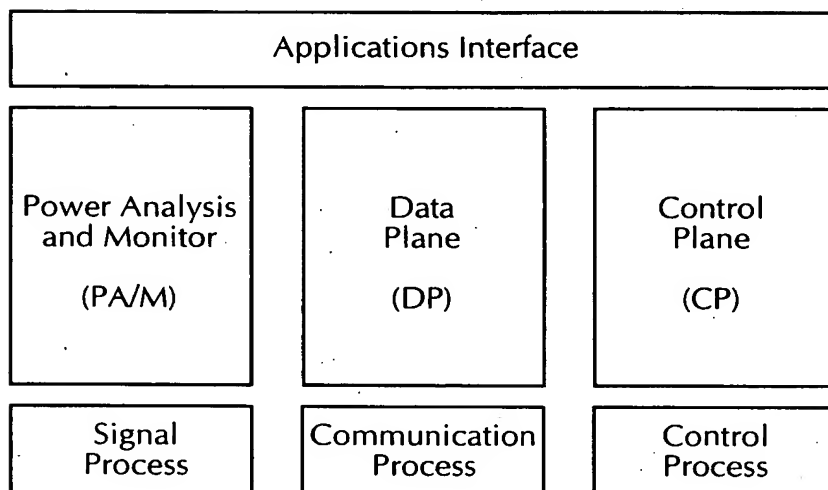 Applications Interface
Power Analysis
and Monitor
(PA/M)
Data
Plane
(DP)
Control
Plane
(CP)
Signal
Process
Communication
Process
Control
Process